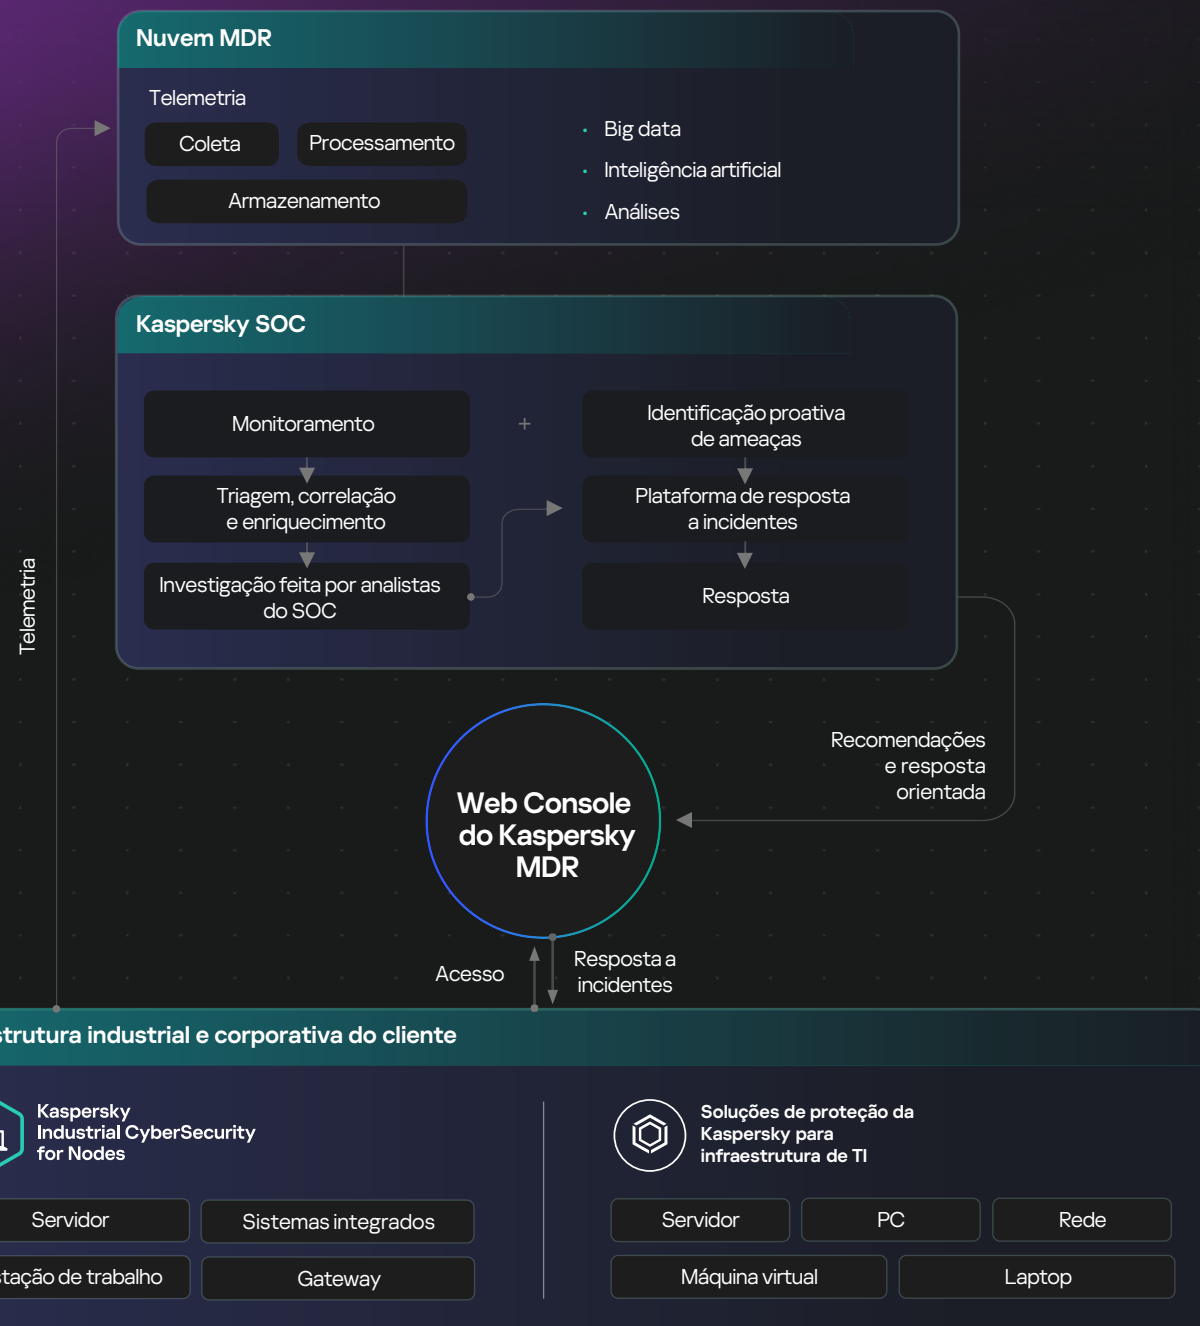 Nuvem MDR
Telemetria
Coleta
Processamento
Armazenamento
Big data
Inteligência artificial
Análises
Kaspersky SOC
Monitoramento
Triagem, correlação
e enriquecimento
Investigação feita por analistas
do SOC
+
Identificação proativa
de ameaças
Plataforma de resposta
a incidentes
Resposta
Telemetria
Recomendações
e resposta
orientada
Web Console
do Kaspersky
MDR
Acesso
Resposta a
incidentes
strutura industrial e corporativa do cliente
Kaspersky
Industrial CyberSecurity
for Nodes
Servidor
Sistemas integrados
stação de trabalho
Gateway
Soluções de proteção da
Kaspersky para
infraestrutura de TI
Servidor
PC
Rede
Máquina virtual
Laptop